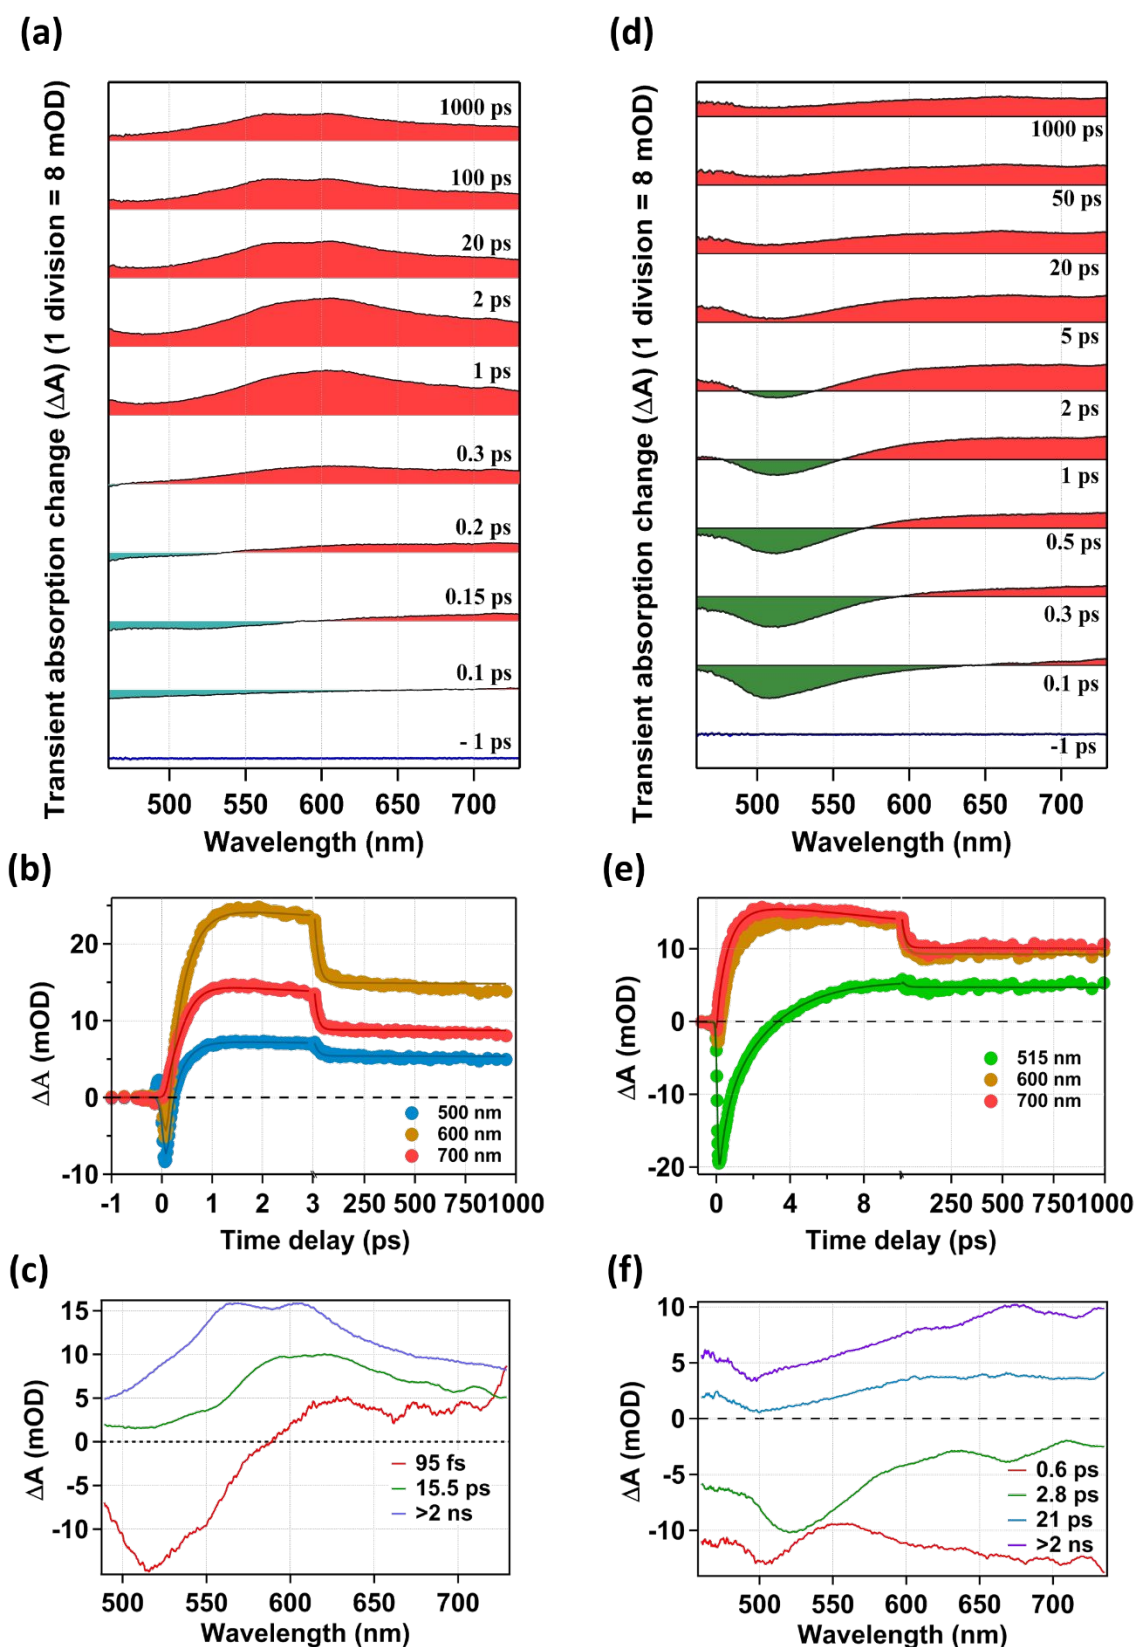 (a)
Transient absorption change (ΔA) (1 division = 8 mOD)
1000 ps
100 ps
20 ps
2 ps
1 ps
0.3 ps
0.2 ps
0.15 ps
0.1 ps
- 1 ps
500 550 600 650 700
Wavelength (nm)
(d)
Transient absorption change (ΔA) (1 division = 8 mOD)
1000 ps
50 ps
20 ps
5 ps
2 ps
1 ps
0.5 ps
0.3 ps
0.1 ps
-1 ps
500 550 600 650 700
Wavelength (nm)
(b)
ΔA (mOD)
20
10
0
-10
500 nm
600 nm
700 nm
-1 0 1 2 3 250 500 750 1000
Time delay (ps)
(e)
ΔA (mOD)
10
0
-10
-20
515 nm
600 nm
700 nm
0 4 8 250 500 750 1000
Time delay (ps)
(c)
ΔA (mOD)
15
10
5
0
-5
-10
95 fs
15.5 ps
>2 ns
500 550 600 650 700
Wavelength (nm)
(f)
ΔA (mOD)
10
5
0
-5
-10
0.6 ps
2.8 ps
21 ps
>2 ns
500 550 600 650 700
Wavelength (nm)